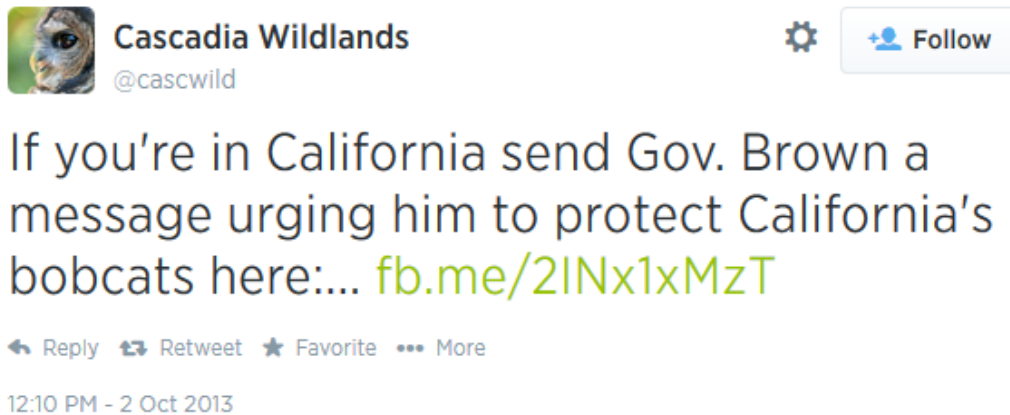 Cascadia Wildlands
Follow
@cascwild
If you're in California send Gov. Brown a
message urging him to protect California's
bobcats here:... fb.me/2INx1xMzT
Reply Retweet Favorite More
12:10 PM - 2 Oct 2013